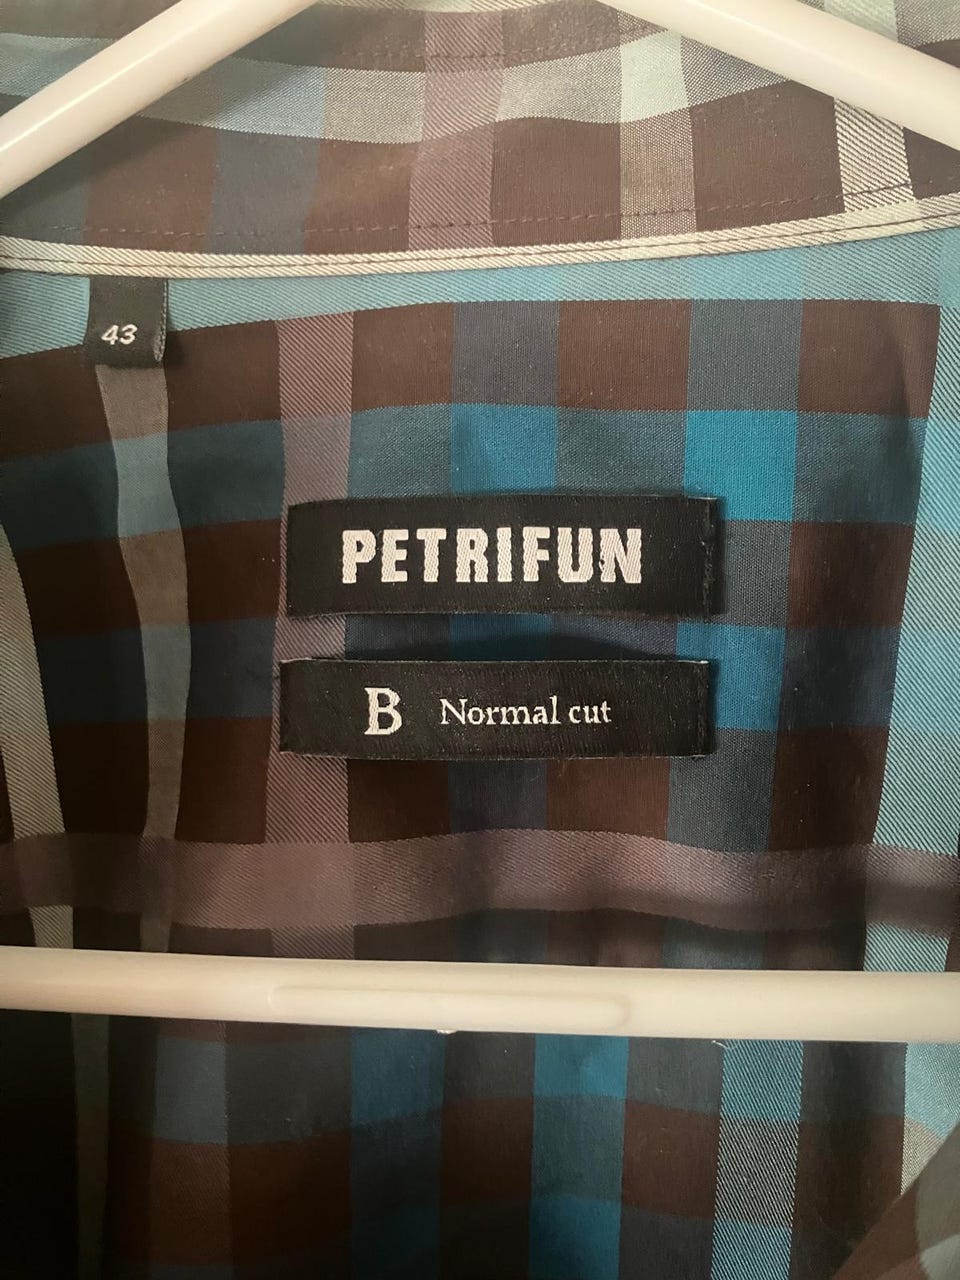 43
PETRIFUN
B Normal cut